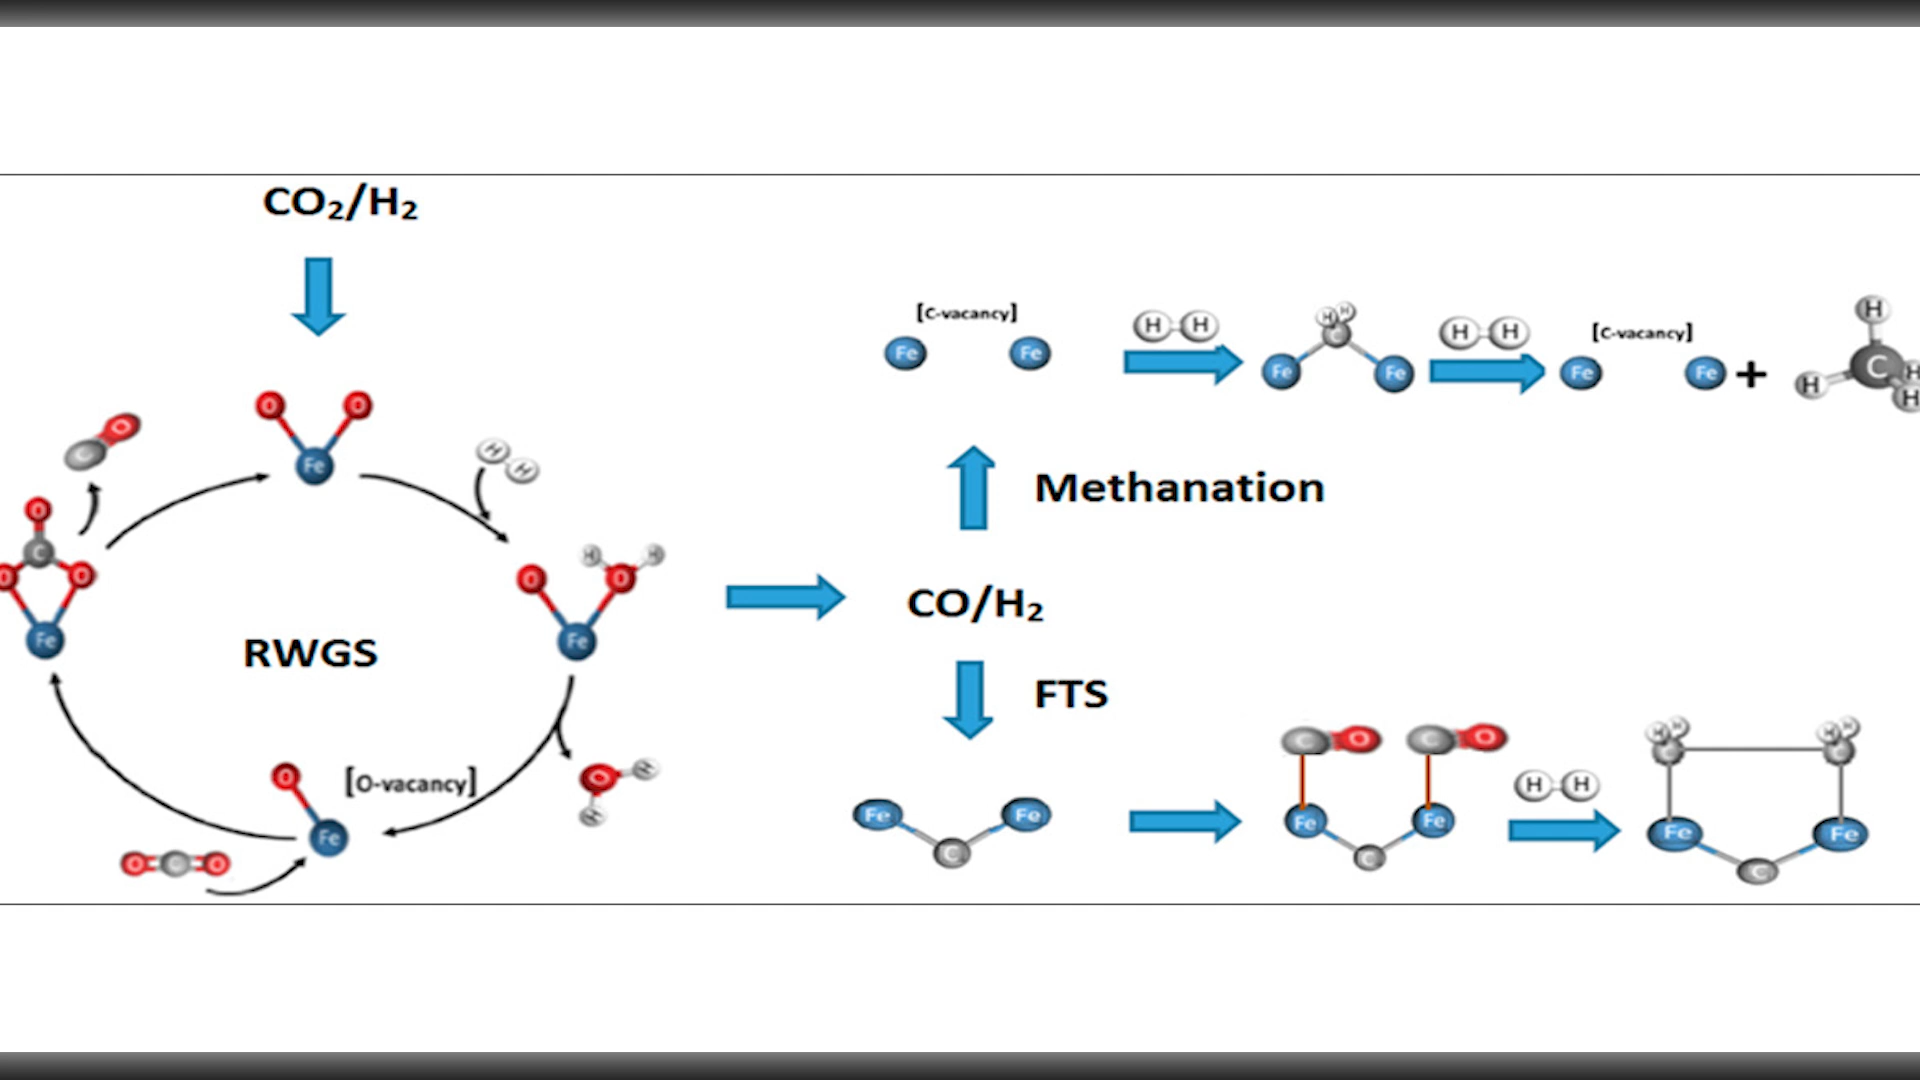 CO₂/H₂
[C-vacancy]
Fe
Fe
H H
H H
C
Fe
Fe
H H
[C-vacancy]
Fe
Fe
+
H
C
H
H
H
O
O
Fe
C
O
H
H
Methanation
O
C
O
O
Fe
RWGS
O
H
H
O
Fe
CO/H₂
FTS
O
[O-vacancy]
Fe
O
H
H
O C O
Fe
Fe
C
C O
C O
Fe
Fe
C
H H
H H
C
H H
C
Fe
Fe
C